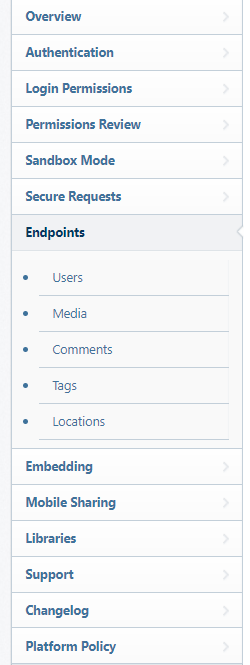 Overview
Authentication
Login Permissions
Permissions Review
Sandbox Mode
Secure Requests
Endpoints
Users
Media
Comments
Tags
Locations
Embedding
Mobile Sharing
Libraries
Support
Changelog
Platform Policy